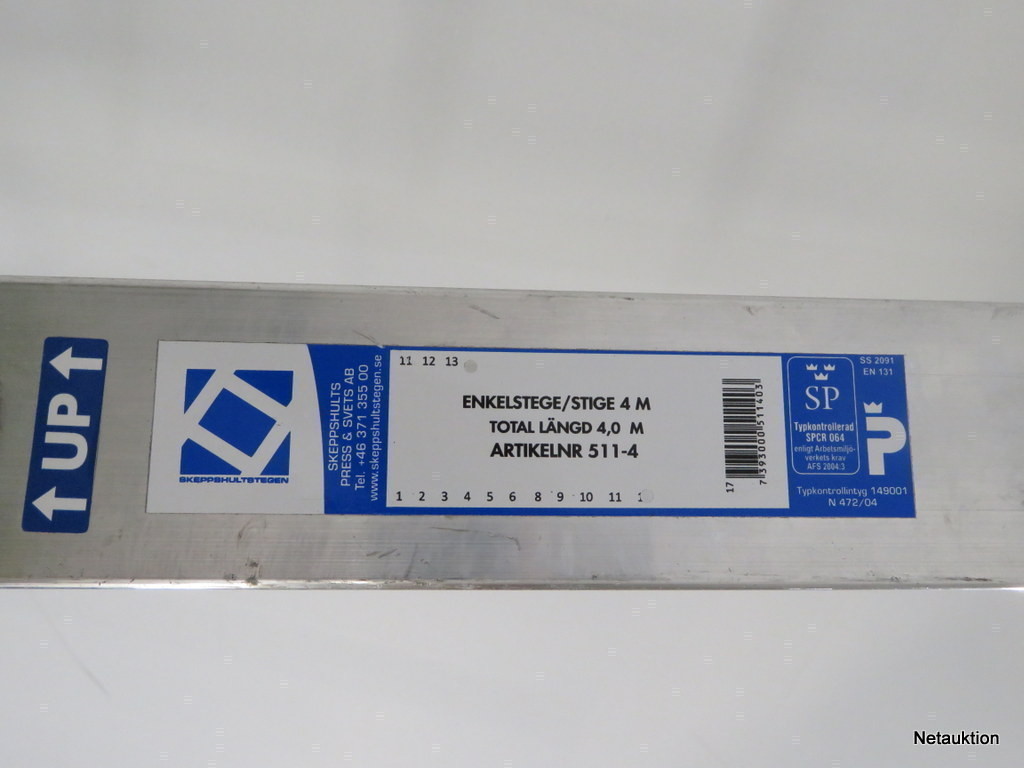 UP
SKEPPSHULTSTEGEN
SKEPPSHULTS
PRESS & SVETS AB
Tel. +46 371 355 00
www.skeppshultstegen.se
11 12 13
ENKELSTEGE/STIGE 4 M
TOTAL LÄNGD 4,0 M
ARTIKELNR 511-4
1 2 3 4 5 6 8 9 10 11
17
7393000511403
SP
Typkontrollerad
SPCR 064
enligt Arbetsmiljö-
verkets krav
AFS 2004:3
SS 2091
EN 131
P
Typkontrollintyg 149001
N 472/04
Netauktion